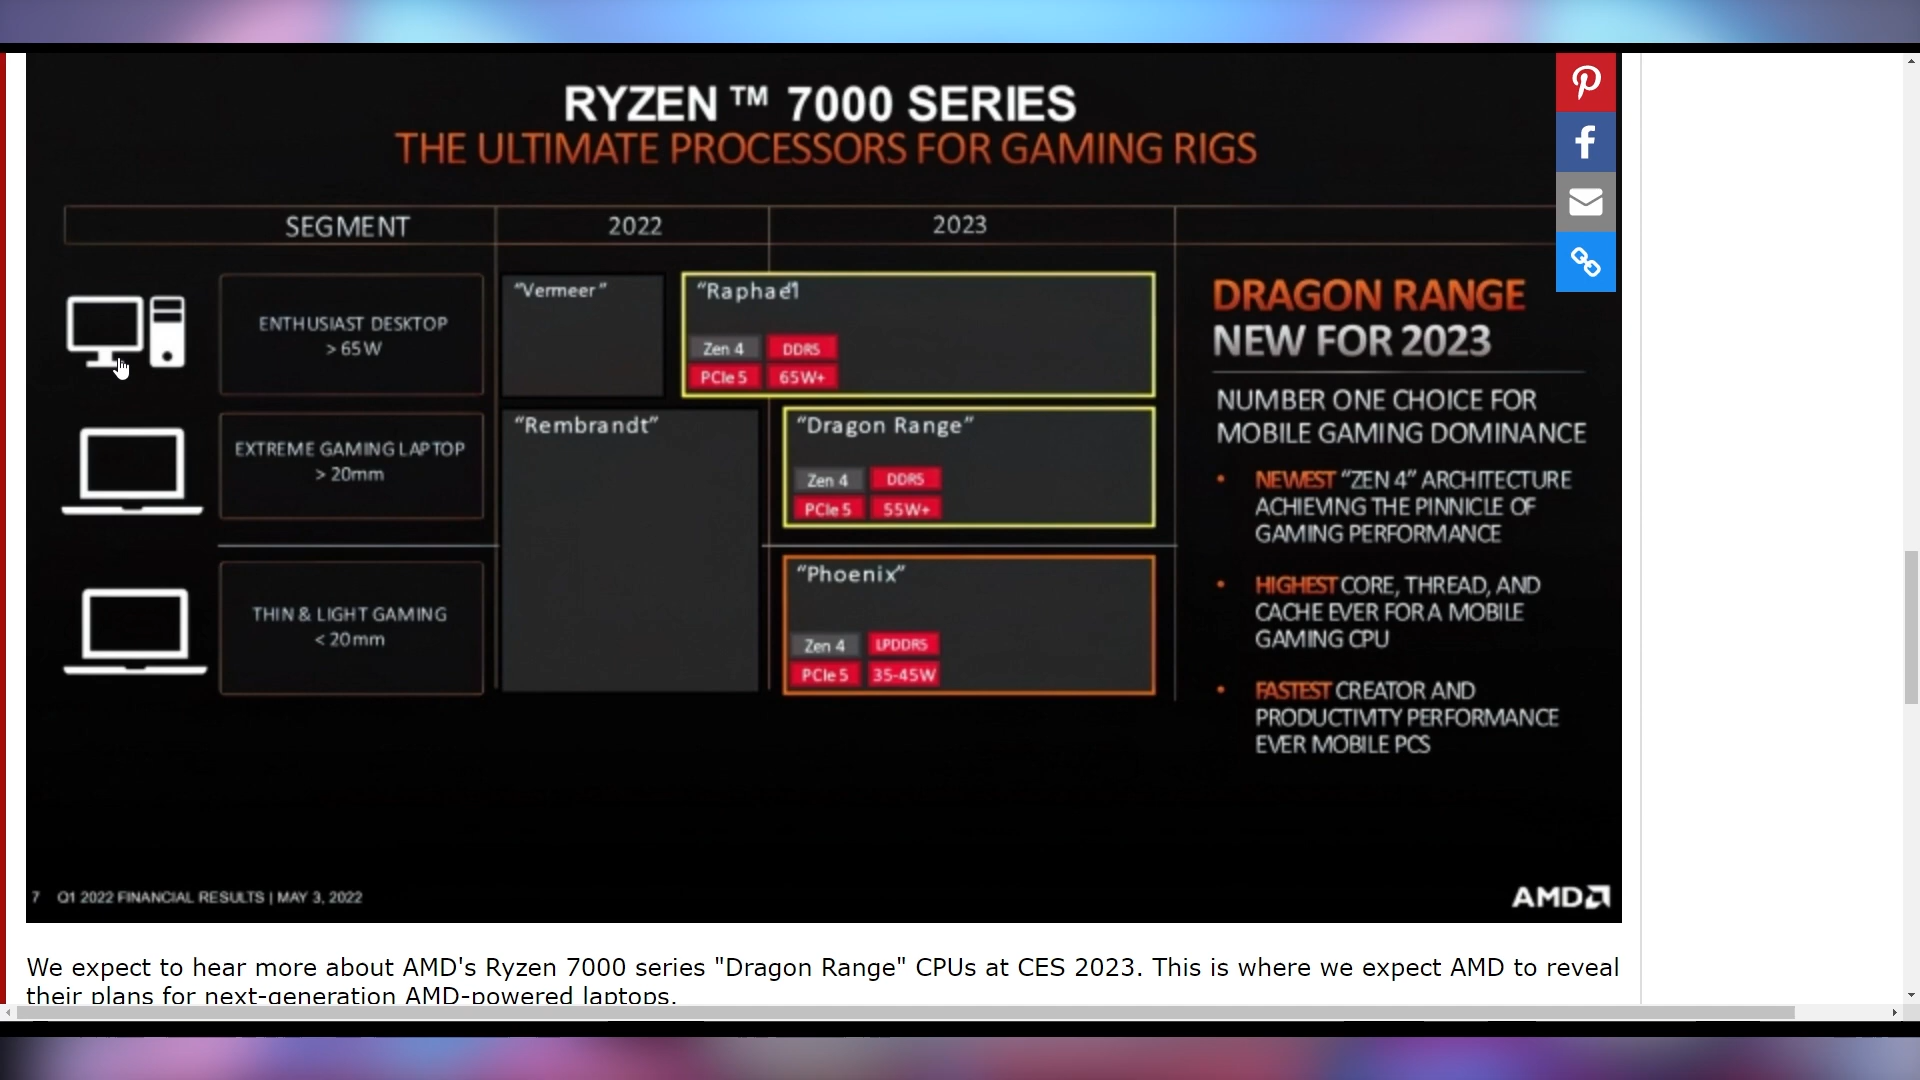 RYZEN ™ 7000 SERIES
THE ULTIMATE PROCESSORS FOR GAMING RIGS
SEGMENT
2022
2023
ENTHUSIAST DESKTOP
> 65W
"Vermeer"
"Raphael"
Zen 4
DDR5
PCIe 5
65W+
EXTREME GAMING LAPTOP
> 20mm
"Rembrandt"
"Dragon Range"
Zen 4
DDR5
PCIe 5
55W+
THIN & LIGHT GAMING
< 20mm
"Phoenix"
Zen 4
LPDDR5
PCIe 5
35-45W
DRAGON RANGE
NEW FOR 2023
NUMBER ONE CHOICE FOR
MOBILE GAMING DOMINANCE
• NEWEST "ZEN 4" ARCHITECTURE
ACHIEVING THE PINNICLE OF
GAMING PERFORMANCE
• HIGHEST CORE, THREAD, AND
CACHE EVER FOR A MOBILE
GAMING CPU
• FASTEST CREATOR AND
PRODUCTIVITY PERFORMANCE
EVER MOBILE PCS
7 Q1 2022 FINANCIAL RESULTS | MAY 3, 2022
AMD
We expect to hear more about AMD's Ryzen 7000 series "Dragon Range" CPUs at CES 2023. This is where we expect AMD to reveal
their plans for next-generation AMD-powered laptops.